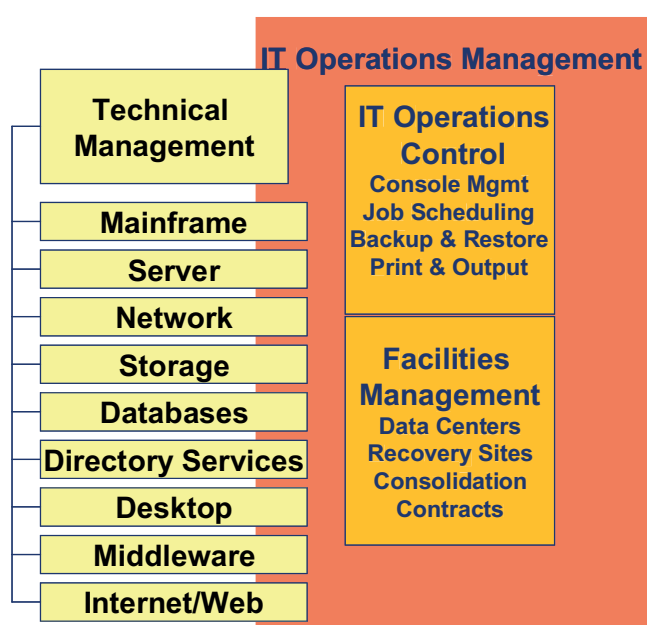 IT Operations Management
Technical
Management
Mainframe
Server
Network
Storage
Databases
Directory Services
Desktop
Middleware
Internet/Web
IT Operations
Control
Console Mgmt
Job Scheduling
Backup & Restore
Print & Output
Facilities
Management
Data Centers
Recovery Sites
Consolidation
Contracts